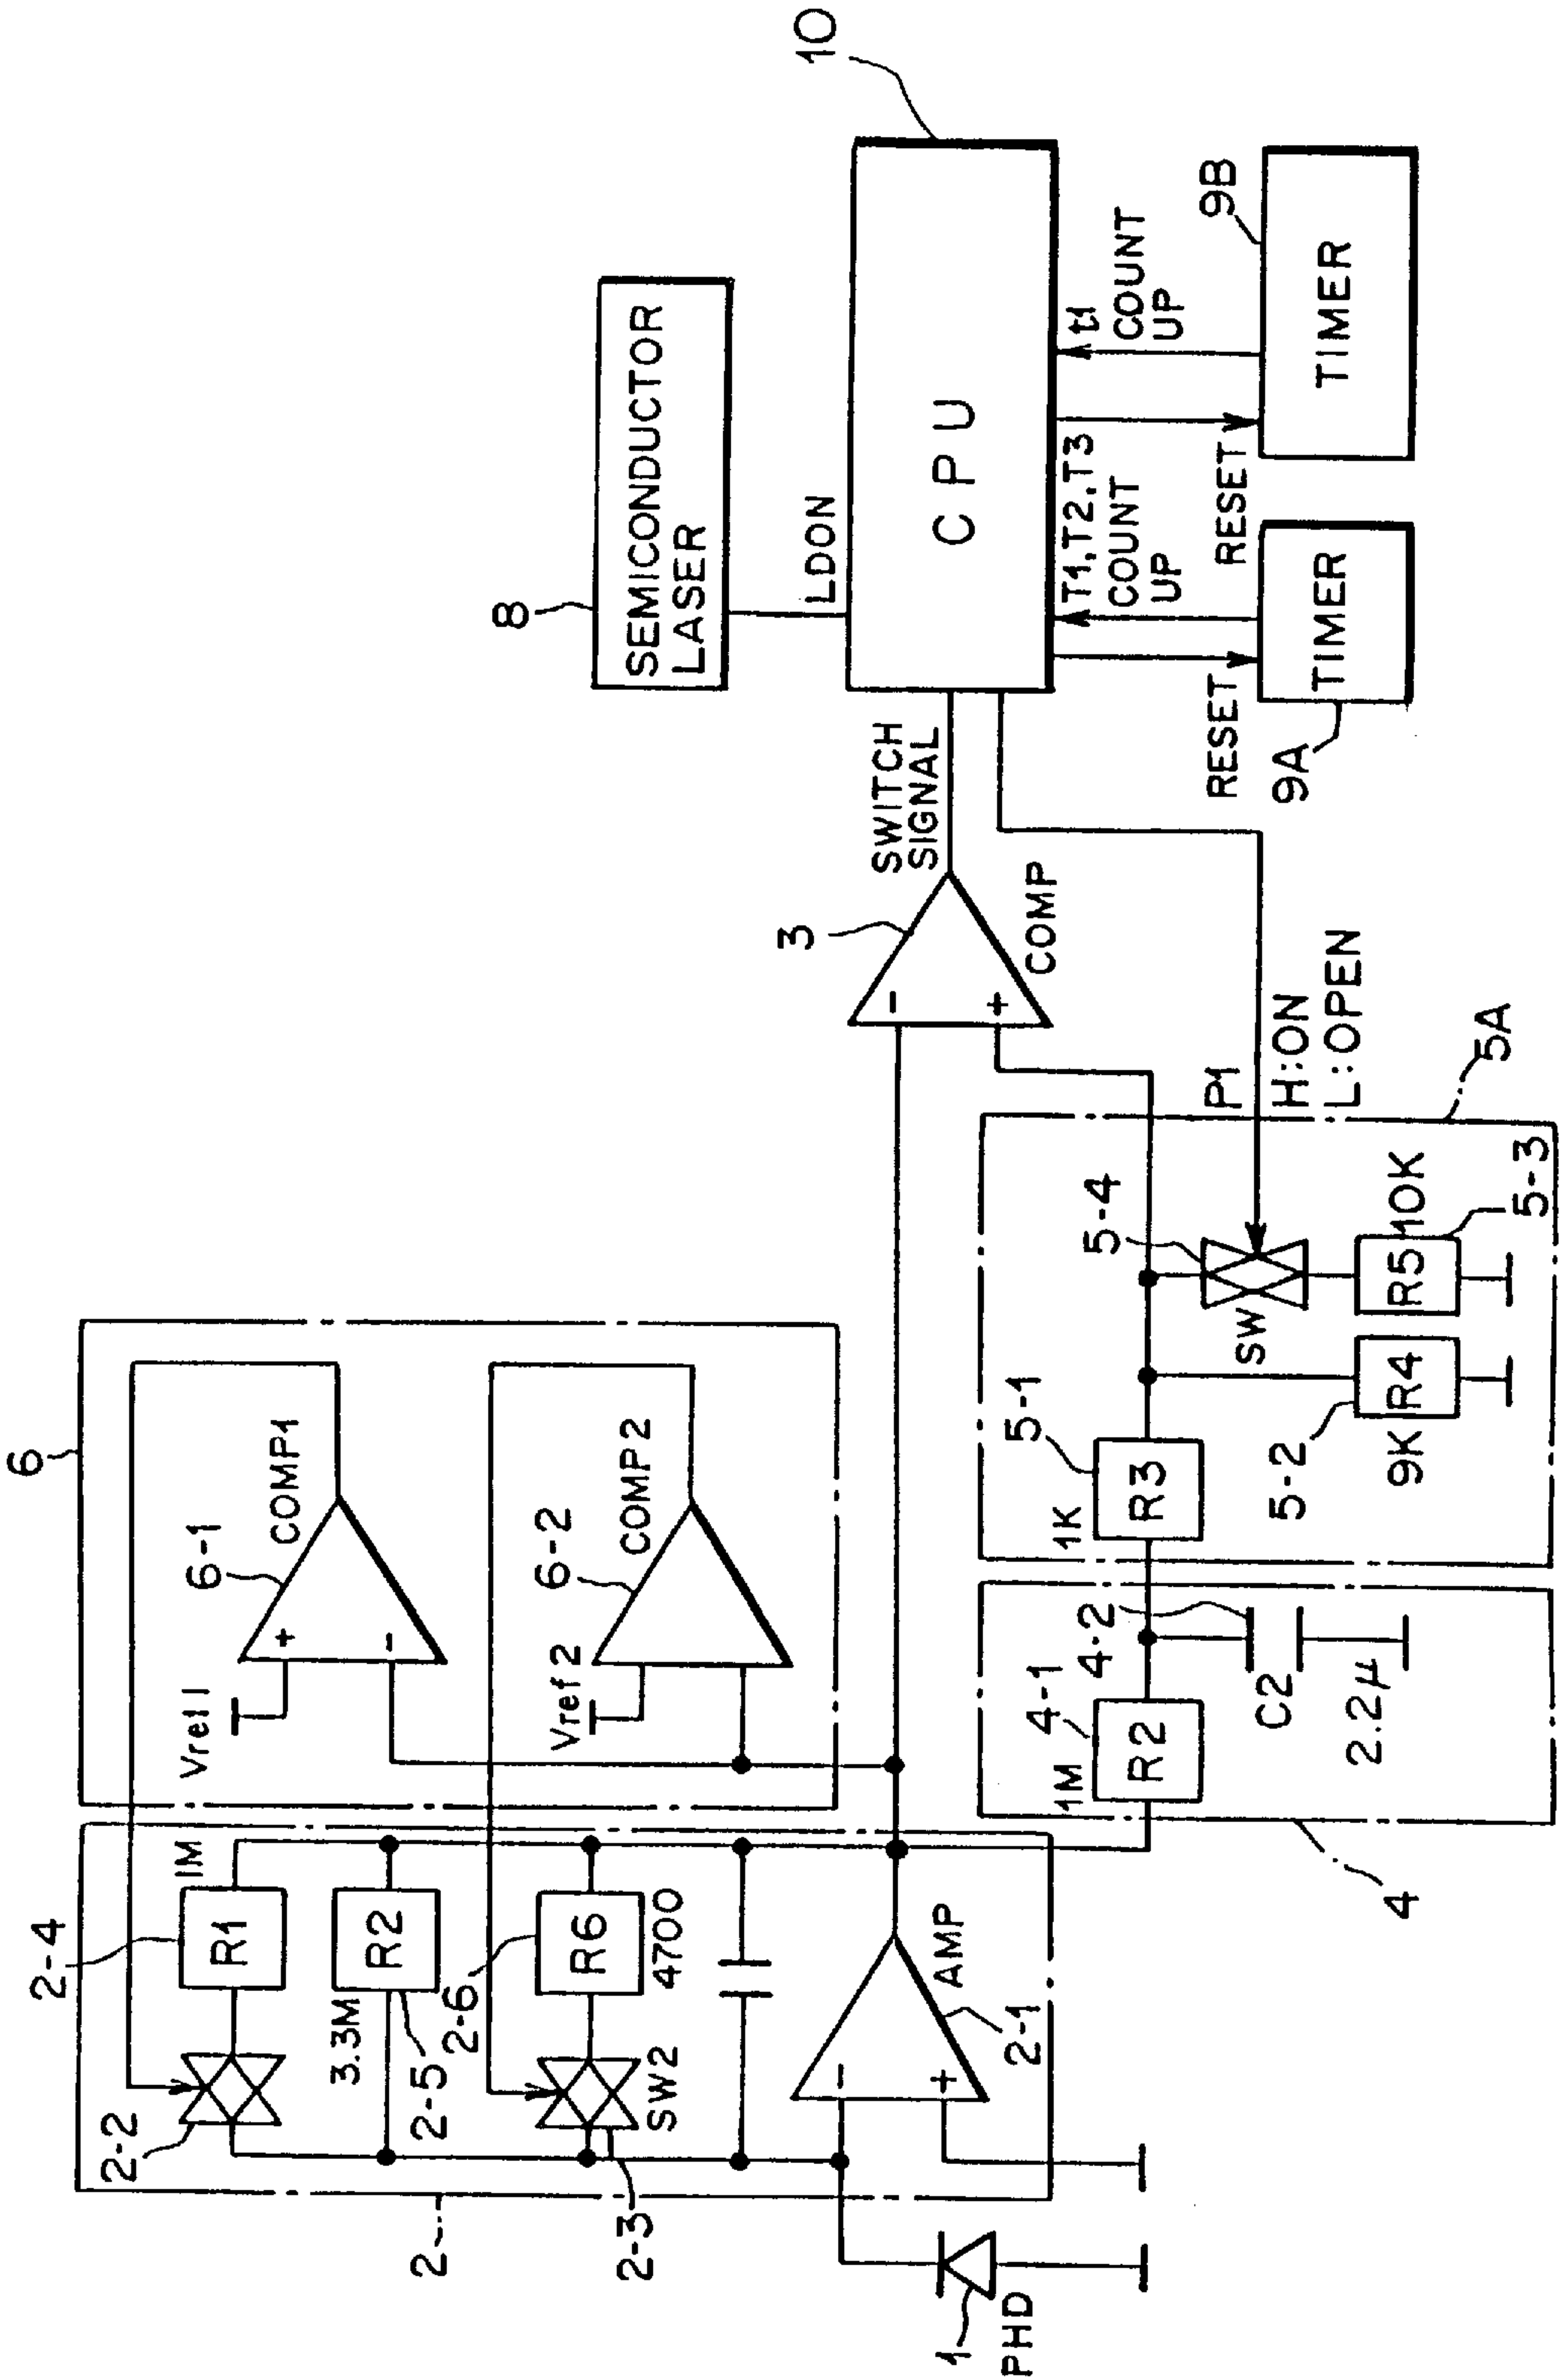 6
2-4
1M
R1
2-2
2
3.3M
R2
2-5
2-6
R6
4700
SW2
2-3
AMP
2-1
-
+
1
PHD
Vref1
6-1
+
-
COMP1
Vref2
6-2
COMP2
4-1
1M
R2
4-2
C2
2.2μ
4
5-1
1K
R3
5-2
9K
R4
5-4
SW
R5
10K
5-3
5A
P1
H:ON
L:OPEN
3
-
+
COMP
SWITCH
SIGNAL
8
SEMICONDUCTOR
LASER
LDON
CPU
10
T1,T2,T3
COUNT
UP
RESET
TIMER
9A
t1
COUNT
UP
RESET
TIMER
9B